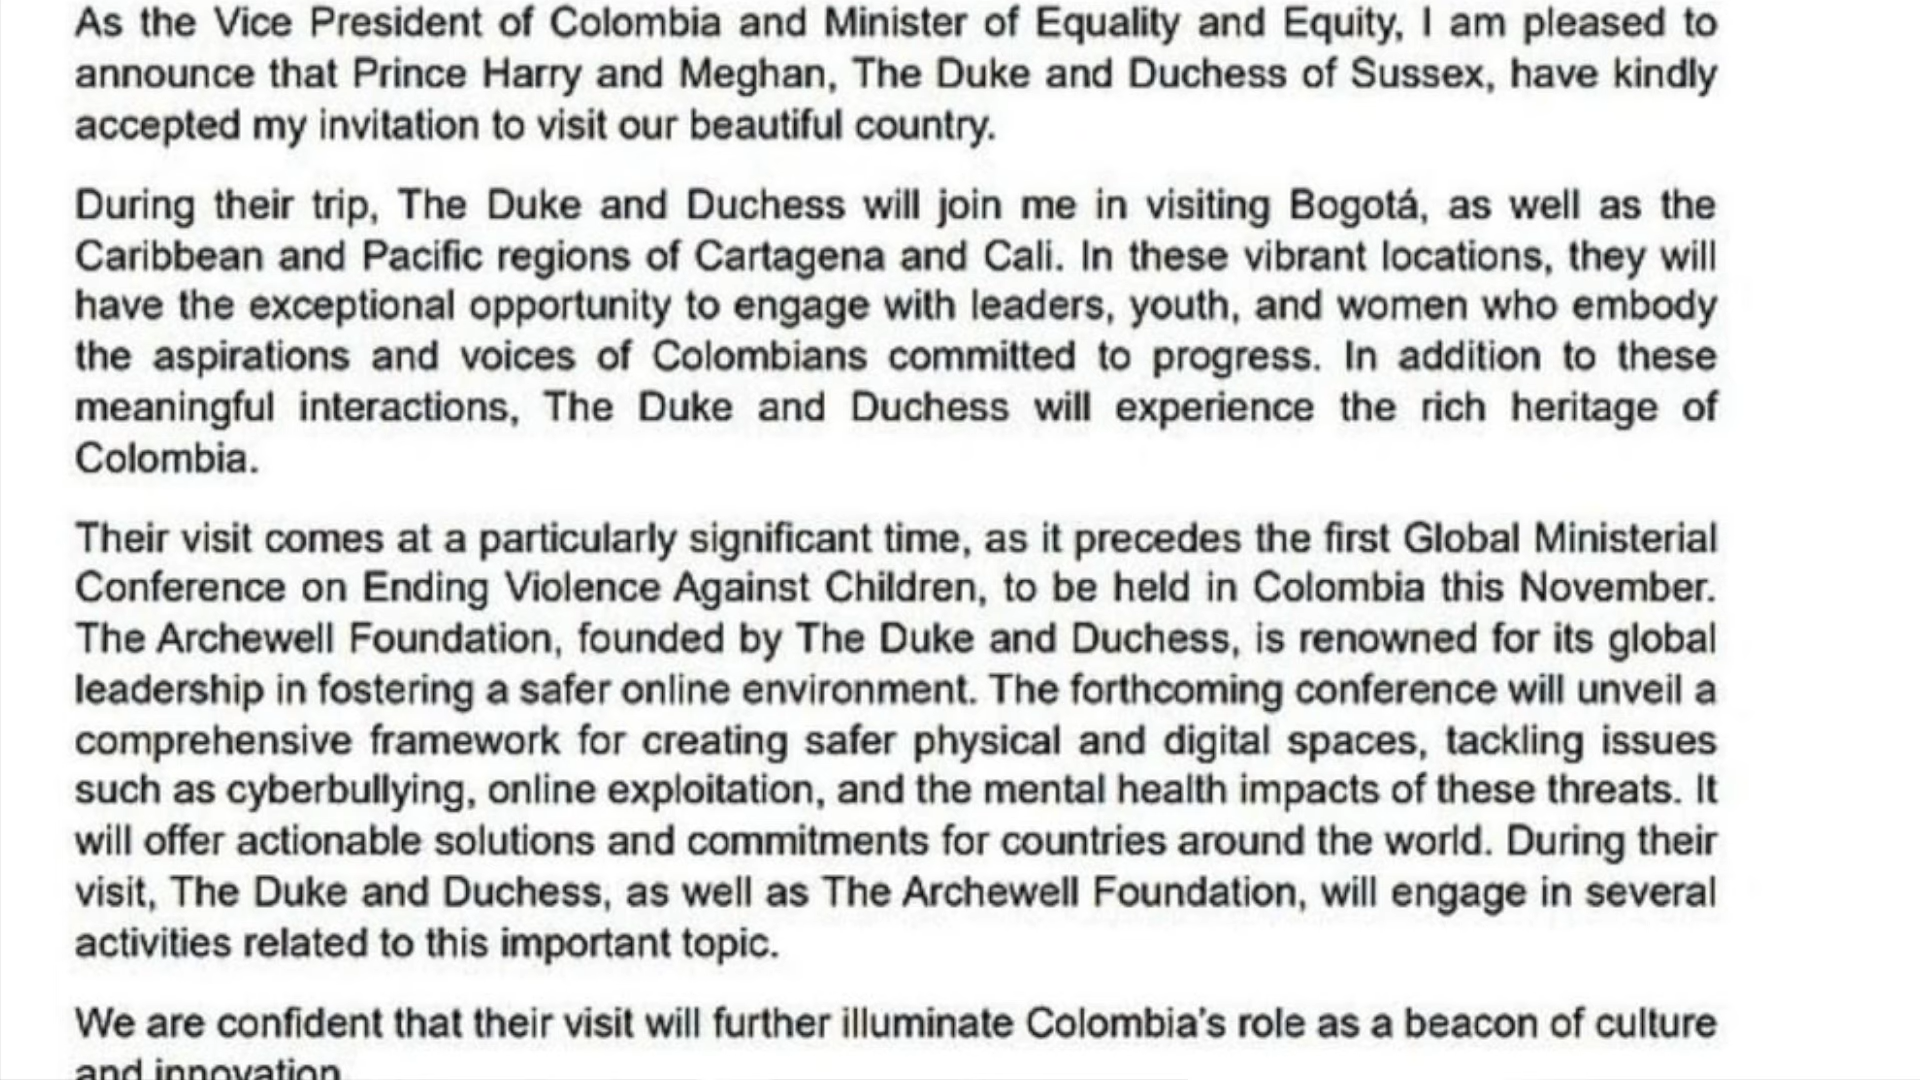 As the Vice President of Colombia and Minister of Equality and Equity, I am pleased to
announce that Prince Harry and Meghan, The Duke and Duchess of Sussex, have kindly
accepted my invitation to visit our beautiful country.
During their trip, The Duke and Duchess will join me in visiting Bogotá, as well as the
Caribbean and Pacific regions of Cartagena and Cali. In these vibrant locations, they will
have the exceptional opportunity to engage with leaders, youth, and women who embody
the aspirations and voices of Colombians committed to progress. In addition to these
meaningful interactions, The Duke and Duchess will experience the rich heritage of
Colombia.
Their visit comes at a particularly significant time, as it precedes the first Global Ministerial
Conference on Ending Violence Against Children, to be held in Colombia this November.
The Archewell Foundation, founded by The Duke and Duchess, is renowned for its global
leadership in fostering a safer online environment. The forthcoming conference will unveil a
comprehensive framework for creating safer physical and digital spaces, tackling issues
such as cyberbullying, online exploitation, and the mental health impacts of these threats. It
will offer actionable solutions and commitments for countries around the world. During their
visit, The Duke and Duchess, as well as The Archewell Foundation, will engage in several
activities related to this important topic.
We are confident that their visit will further illuminate Colombia's role as a beacon of culture
and innovation